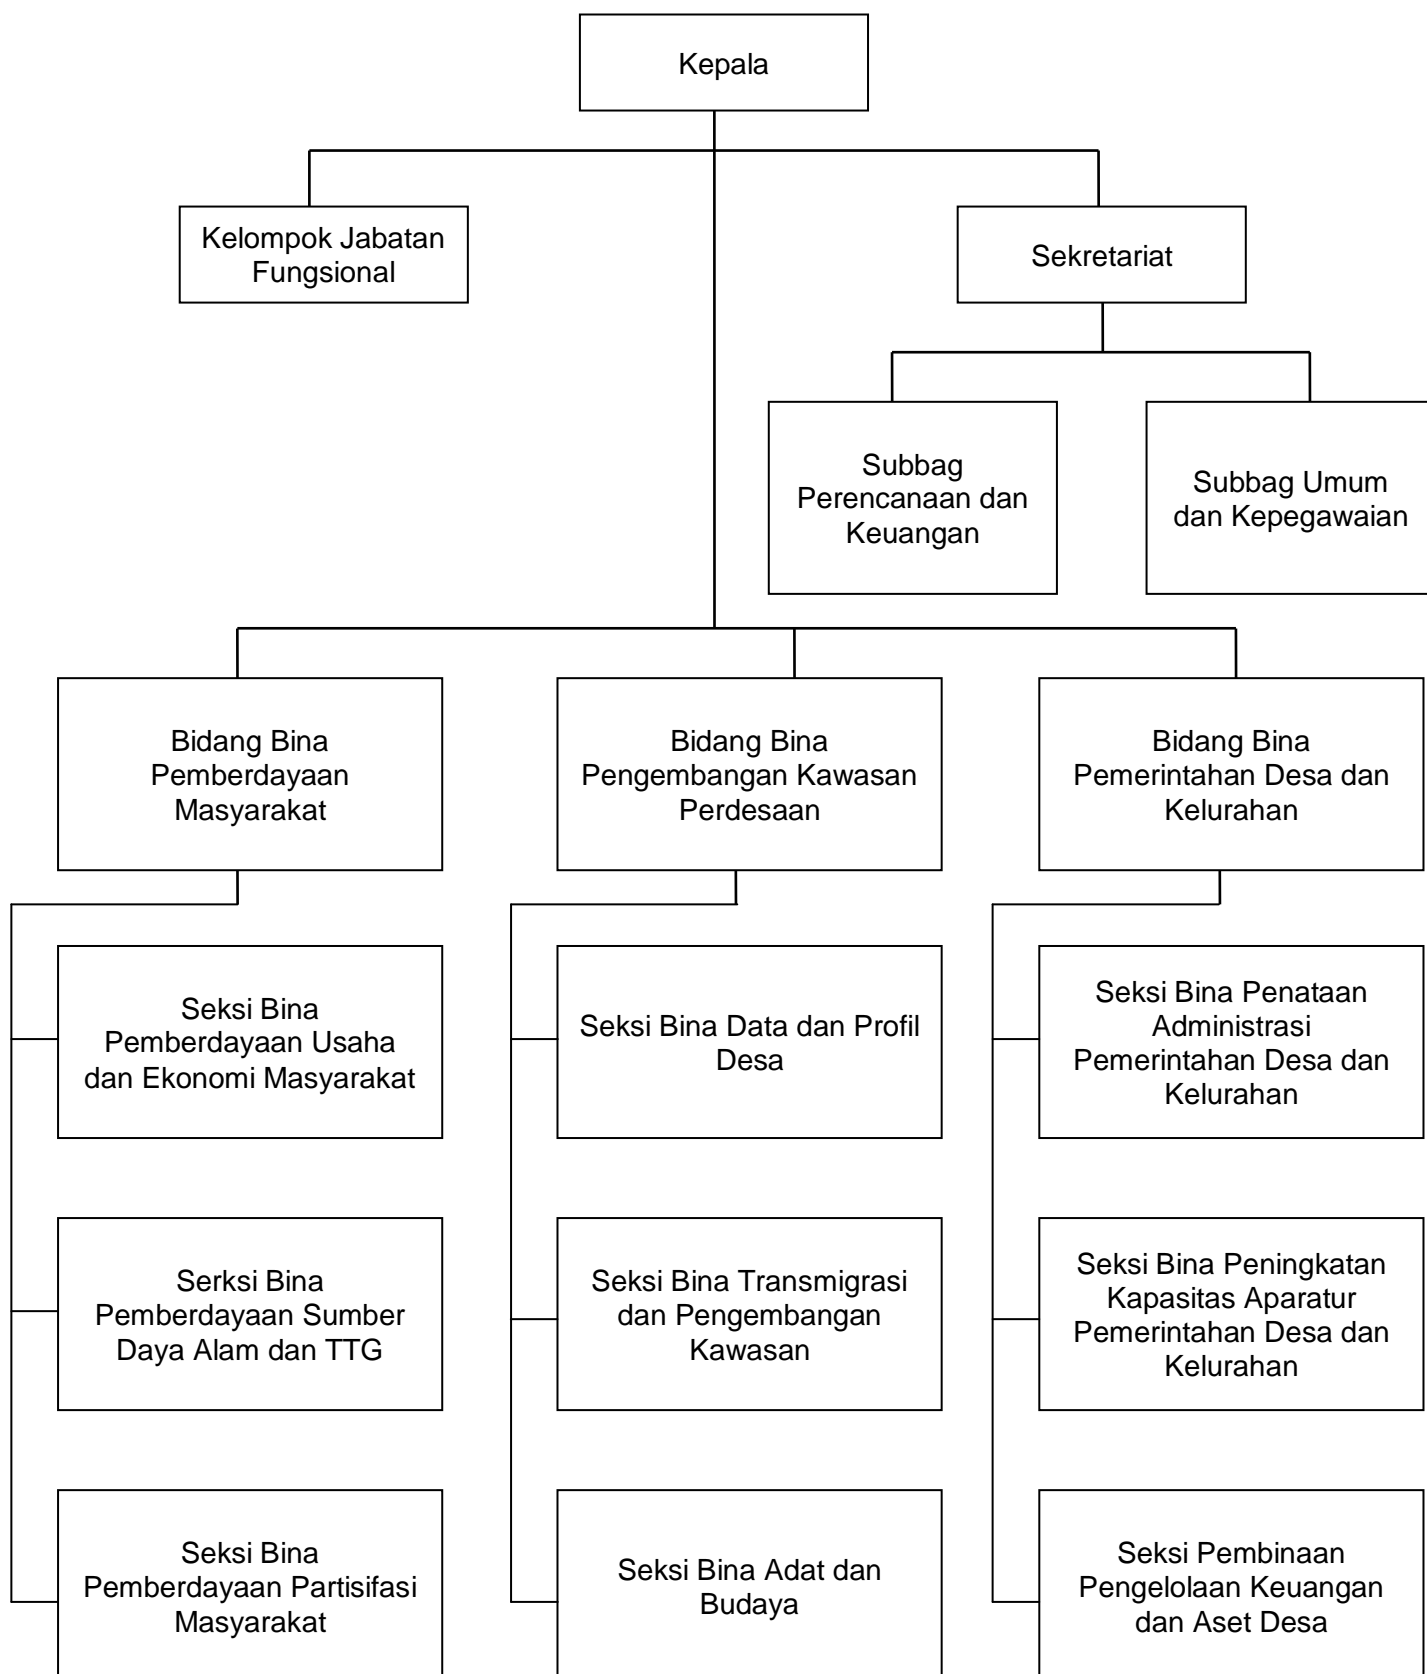 Kepala
Kelompok Jabatan
Fungsional
Sekretariat
Subbag
Perencanaan dan
Keuangan
Subbag Umum
dan Kepegawaian
Bidang Bina
Pemberdayaan
Masyarakat
Bidang Bina
Pengembangan Kawasan
Perdesaan
Bidang Bina
Pemerintahan Desa dan
Kelurahan
Seksi Bina
Pemberdayaan Usaha
dan Ekonomi Masyarakat
Seksi Bina Data dan Profil
Desa
Seksi Bina Penataan
Administrasi
Pemerintahan Desa dan
Kelurahan
Serksi Bina
Pemberdayaan Sumber
Daya Alam dan TTG
Seksi Bina Transmigrasi
dan Pengembangan
Kawasan
Seksi Bina Peningkatan
Kapasitas Aparatur
Pemerintahan Desa dan
Kelurahan
Seksi Bina
Pemberdayaan Partisifasi
Masyarakat
Seksi Bina Adat dan
Budaya
Seksi Pembinaan
Pengelolaan Keuangan
dan Aset Desa